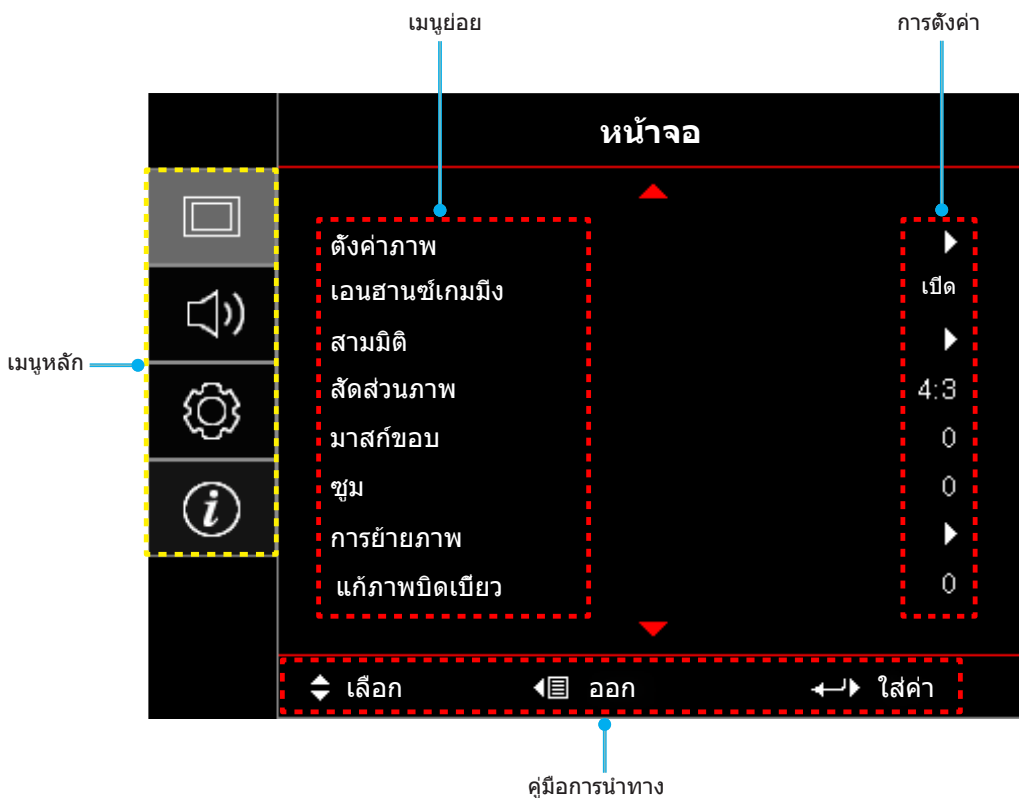 เมนูย่อย การตั้งค่า
หน้าจอ
ตั้งค่าภาพ
เอนฮานซ์เกมมิ่ง เปิด
สามมิติ
เมนูหลัก
สัดส่วนภาพ 4:3
มาสก์ขอบ 0
ซูม 0
การย้ายภาพ
แก้ภาพบิดเบี้ยว 0
เลือก ออก ใส่ค่า
คู่มือการนำทาง